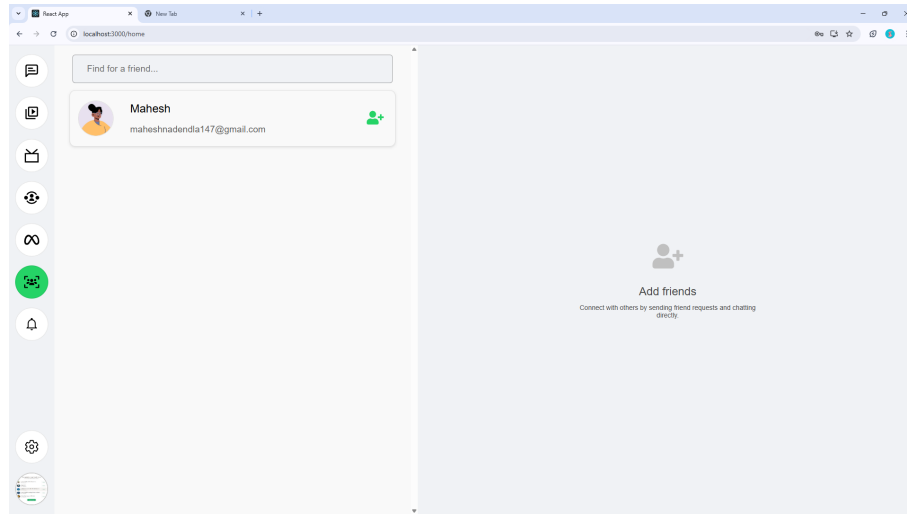 React App
New Tab
localhost:3000/home
Find for a friend...
Mahesh
maheshnadendla147@gmail.com
Add friends
Connect with others by sending friend requests and chatting
directly.